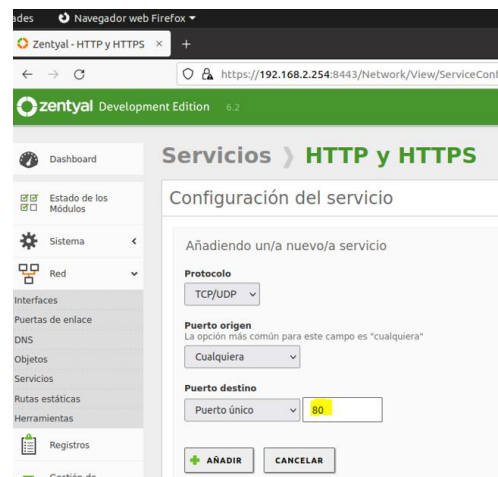 ades Navegador web Firefox
Zentyal - HTTP y HTTPS × +
https://192.168.2.254:8443/Network/View/ServiceConf
zentyal Development Edition 6.2
Dashboard
Estado de los
Módulos
Sistema
Red
Interfaces
Puertas de enlace
DNS
Objetos
Servicios
Rutas estáticas
Herramientas
Registros
Gestión de
Servicios HTTP y HTTPS
Configuración del servicio
Añadiendo un/a nuevo/a servicio
Protocolo
TCP/UDP
Puerto origen
La opción más común para este campo es "cualquiera"
Cualquiera
Puerto destino
Puerto único 80
+ AÑADIR CANCELAR